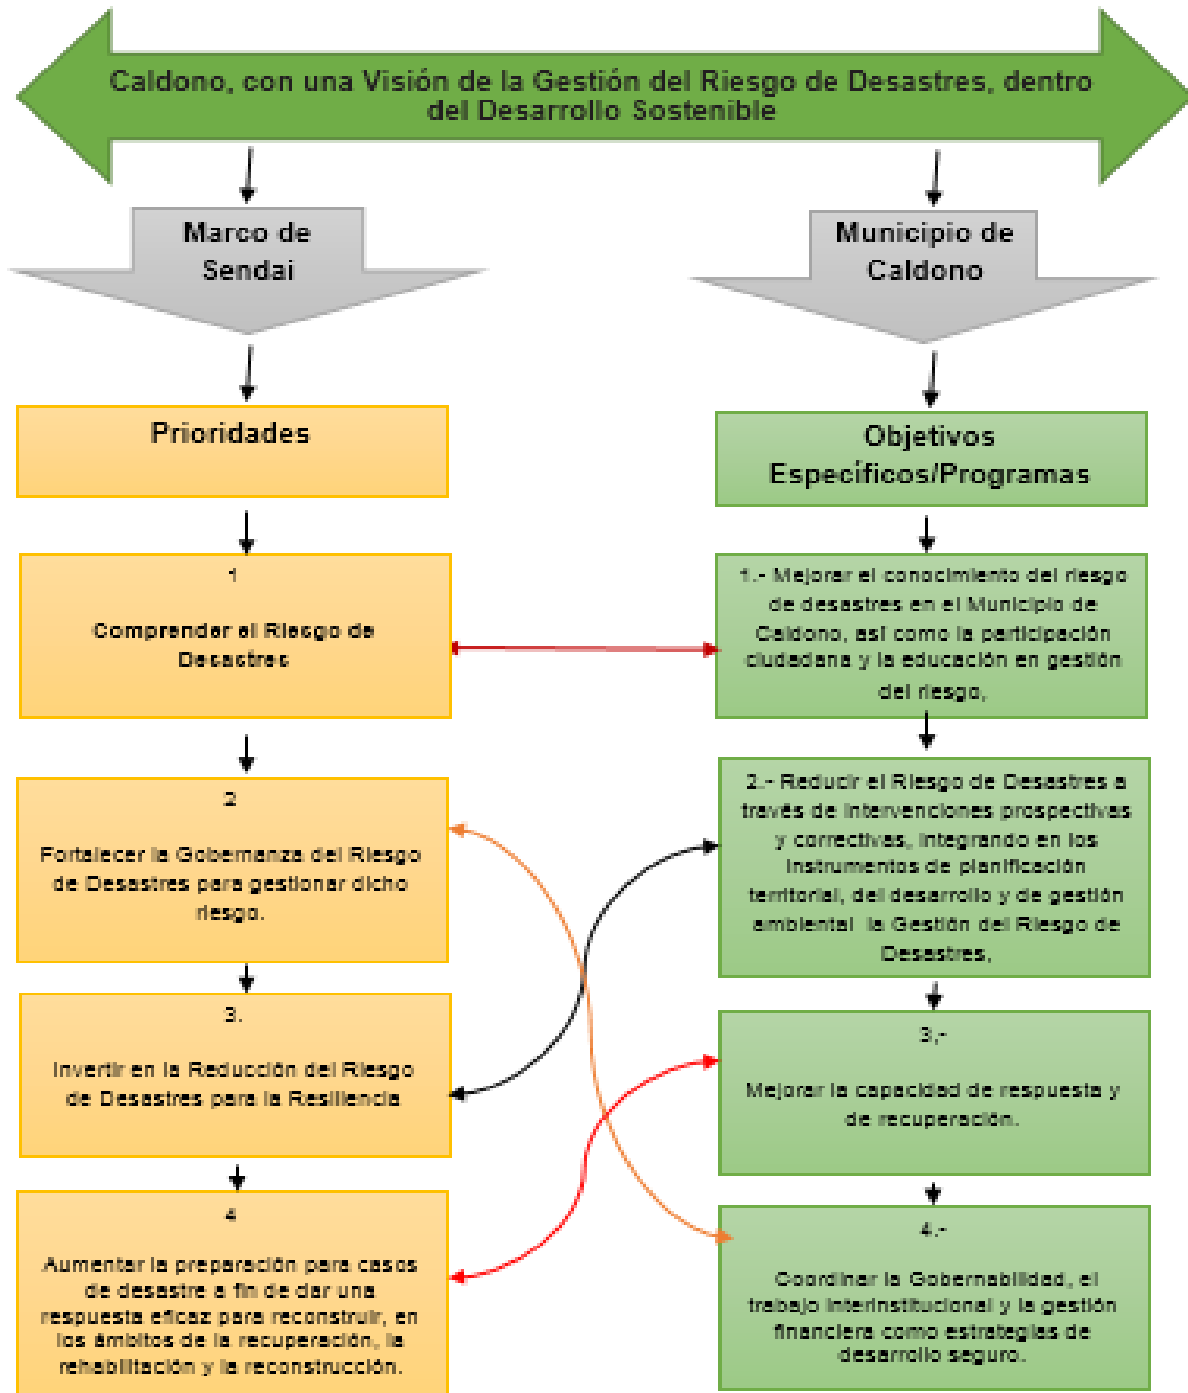 Caldono, con una Visión de la Gestión del Riesgo de Desastres, dentro
del Desarrollo Sostenible
Marco de
Sendai
Prioridades
1
Comprender el Riesgo de
Desastres
2
Fortalecer la Gobernanza del Riesgo
de Desastres para gestionar dicho
riesgo.
3.
Invertir en la Reducción del Riesgo
de Desastres para la Resiliencia
4
Aumentar la preparación para casos
de desastre a fin de dar una
respuesta eficaz para reconstruir, en
los ámbitos de la recuperación, la
rehabilitación y la reconstrucción.
Municipio de
Caldono
Objetivos
Específicos/Programas
1.- Mejorar el conocimiento del riesgo
de desastres en el Municipio de
Caldono, así como la participación
ciudadana y la educación en gestión
del riesgo,
2.- Reducir el Riesgo de Desastres a
través de intervenciones prospectivas
y correctivas, integrando en los
instrumentos de planificación
territorial, del desarrollo y de gestión
ambiental la Gestión del Riesgo de
Desastres,
3,-
Mejorar la capacidad de respuesta y
de recuperación.
4.-
Coordinar la Gobernabilidad, el
trabajo interinstitucional y la gestión
financiera como estrategias de
desarrollo seguro.